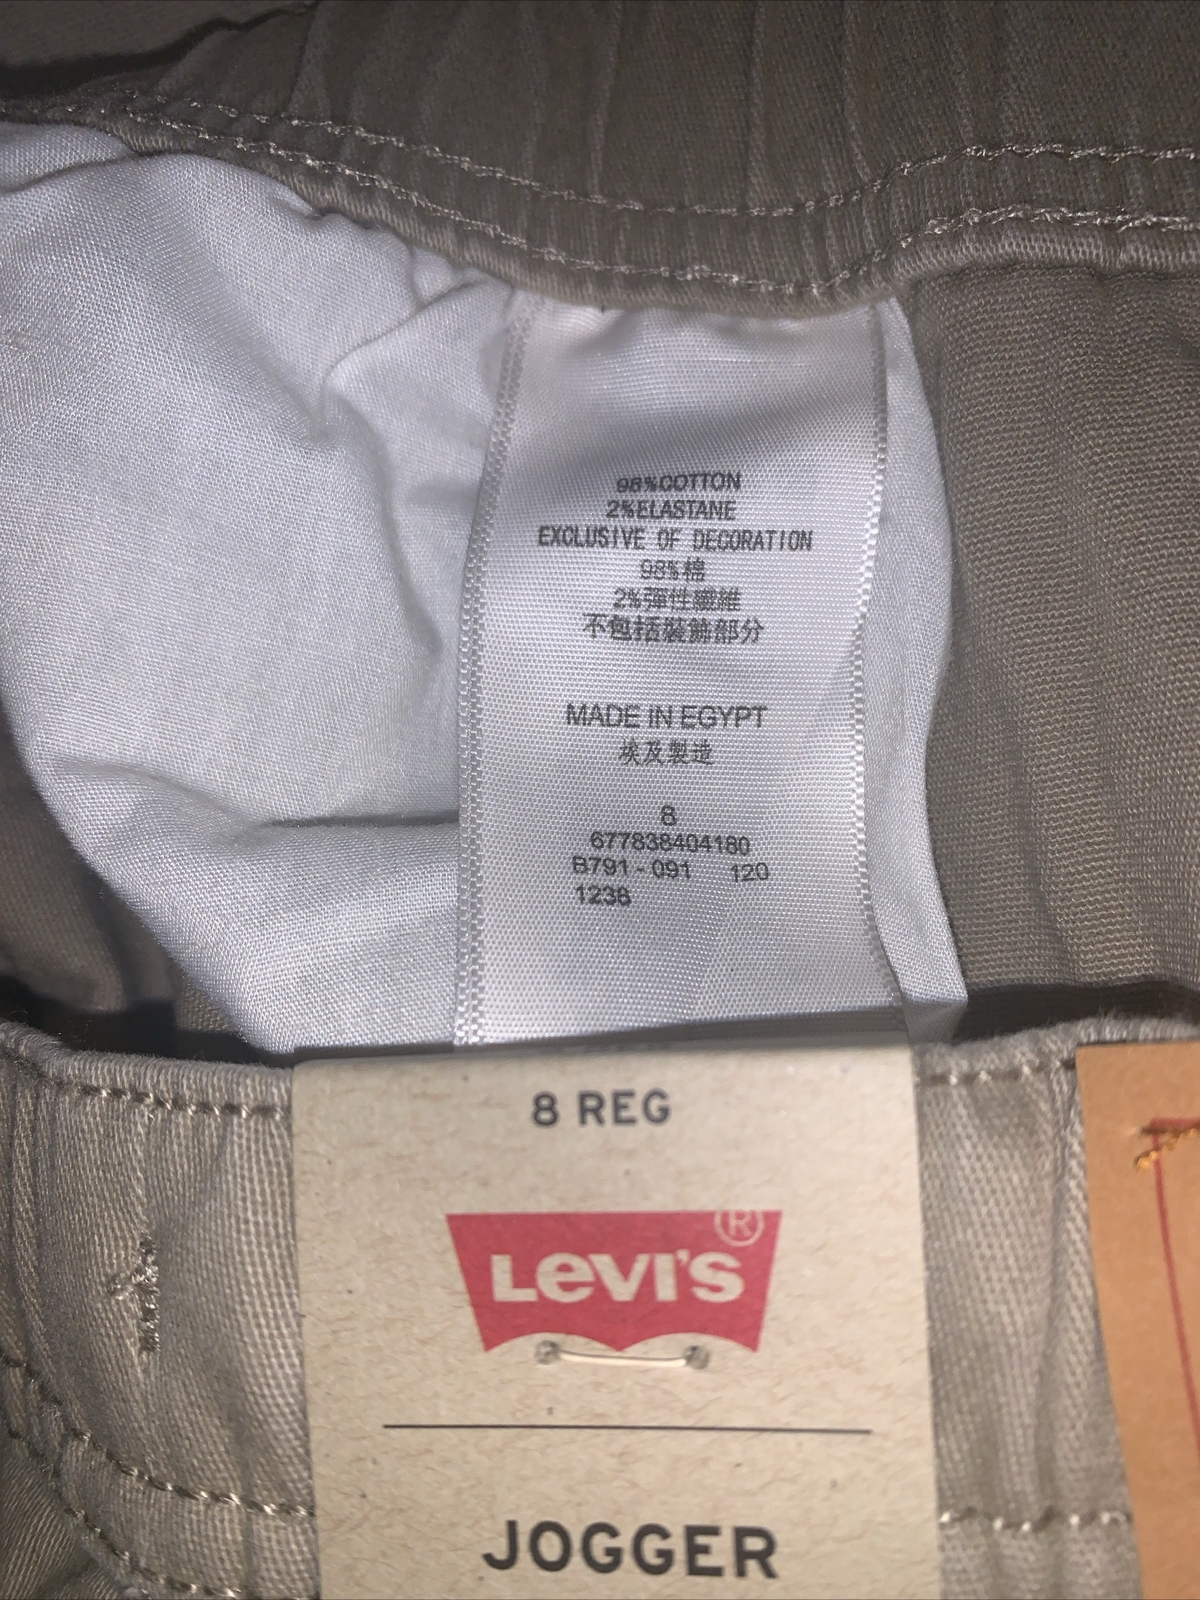 98%COTTON
2%ELASTANE
EXCLUSIVE OF DECORATION
98%棉
2%彈性纖維
不包括裝飾部分
MADE IN EGYPT
埃及製造
8
677838404180
B791-091 120
1236
8 REG
LEVI'S®
JOGGER